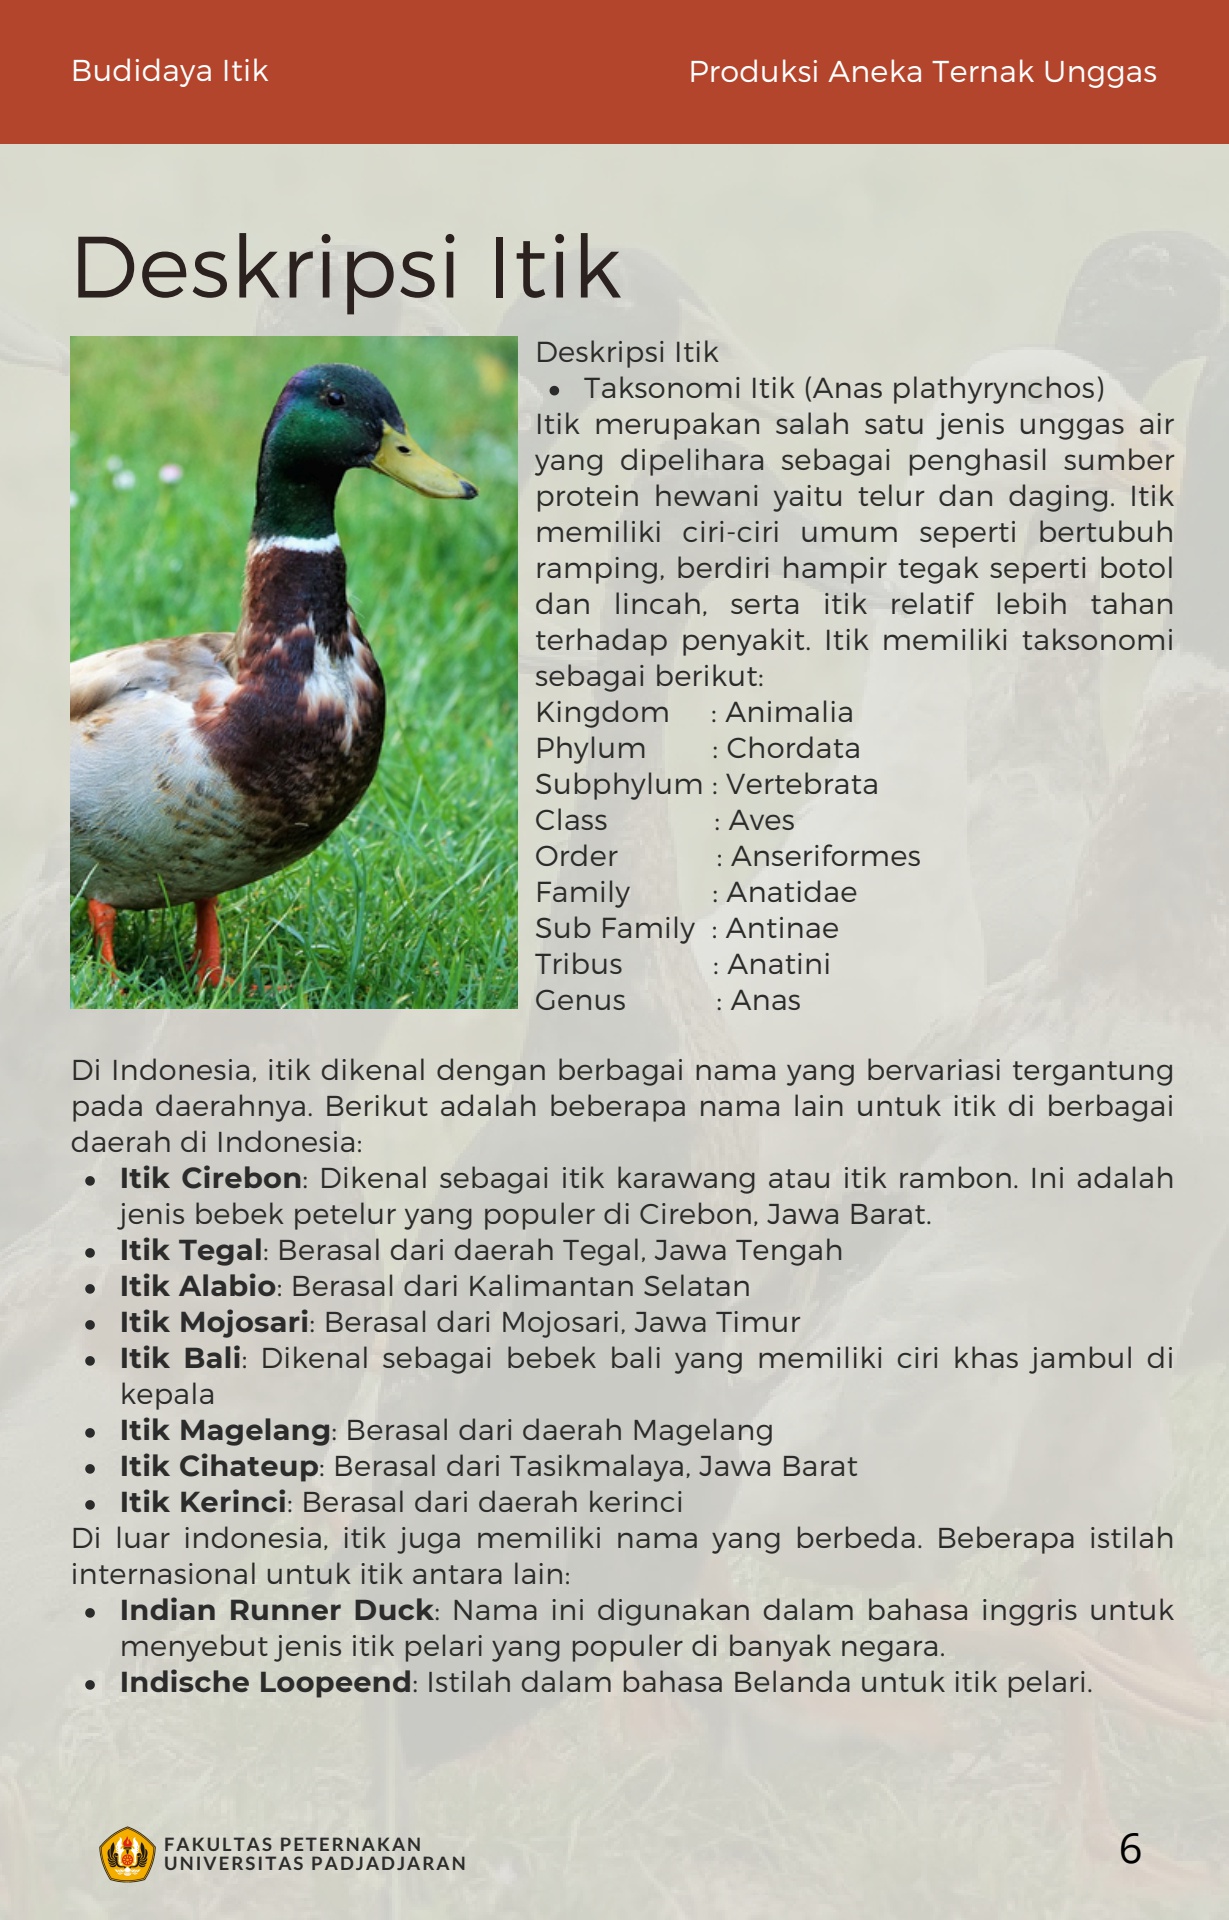 Budidaya Itik
Produksi Aneka Ternak Unggas
Deskripsi Itik
Deskripsi Itik
• Taksonomi Itik (Anas plathyrynchos)
Itik merupakan salah satu jenis unggas air
yang dipelihara sebagai penghasil sumber
protein hewani yaitu telur dan daging. Itik
memiliki ciri-ciri umum seperti bertubuh
ramping, berdiri hampir tegak seperti botol
dan lincah, serta itik relatif lebih tahan
terhadap penyakit. Itik memiliki taksonomi
sebagai berikut:
Kingdom : Animalia
Phylum : Chordata
Subphylum : Vertebrata
Class : Aves
Order : Anseriformes
Family : Anatidae
Sub Family : Antinae
Tribus : Anatini
Genus : Anas
Di Indonesia, itik dikenal dengan berbagai nama yang bervariasi tergantung
pada daerahnya. Berikut adalah beberapa nama lain untuk itik di berbagai
daerah di Indonesia:
• Itik Cirebon: Dikenal sebagai itik karawang atau itik rambon. Ini adalah
jenis bebek petelur yang populer di Cirebon, Jawa Barat.
• Itik Tegal: Berasal dari daerah Tegal, Jawa Tengah
• Itik Alabio: Berasal dari Kalimantan Selatan
• Itik Mojosari: Berasal dari Mojosari, Jawa Timur
• Itik Bali: Dikenal sebagai bebek bali yang memiliki ciri khas jambul di
kepala
• Itik Magelang: Berasal dari daerah Magelang
• Itik Cihateup: Berasal dari Tasikmalaya, Jawa Barat
• Itik Kerinci: Berasal dari daerah kerinci
Di luar indonesia, itik juga memiliki nama yang berbeda. Beberapa istilah
internasional untuk itik antara lain:
• Indian Runner Duck: Nama ini digunakan dalam bahasa inggris untuk
menyebut jenis itik pelari yang populer di banyak negara.
• Indische Loopeend: Istilah dalam bahasa Belanda untuk itik pelari.
FAKULTAS PETERNAKAN
UNIVERSITAS PADJADJARAN
6